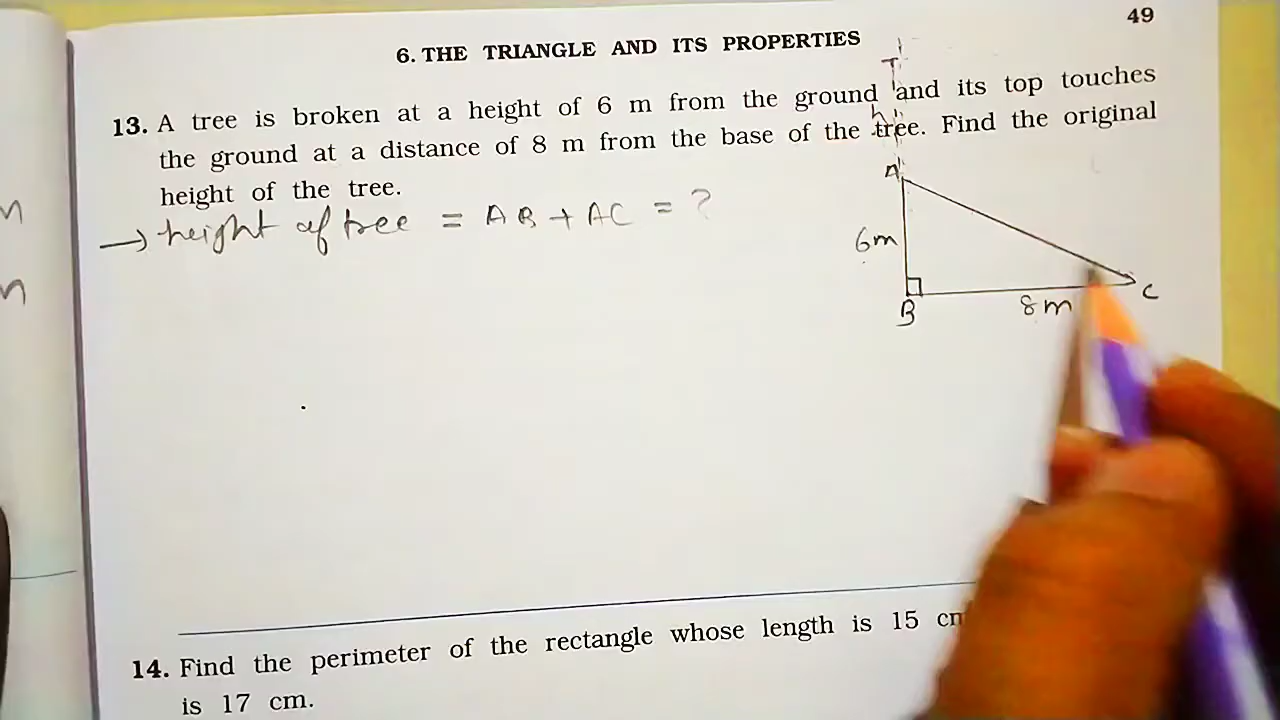 49
6. THE TRIANGLE AND ITS PROPERTIES
13. A tree is broken at a height of 6 m from the ground and its top touches
the ground at a distance of 8 m from the base of the tree. Find the original
height of the tree.
→ height of tree = AB + AC = ?
T
h
A
6m
B
8m
C
14. Find the perimeter of the rectangle whose length is 15
is 17 cm.